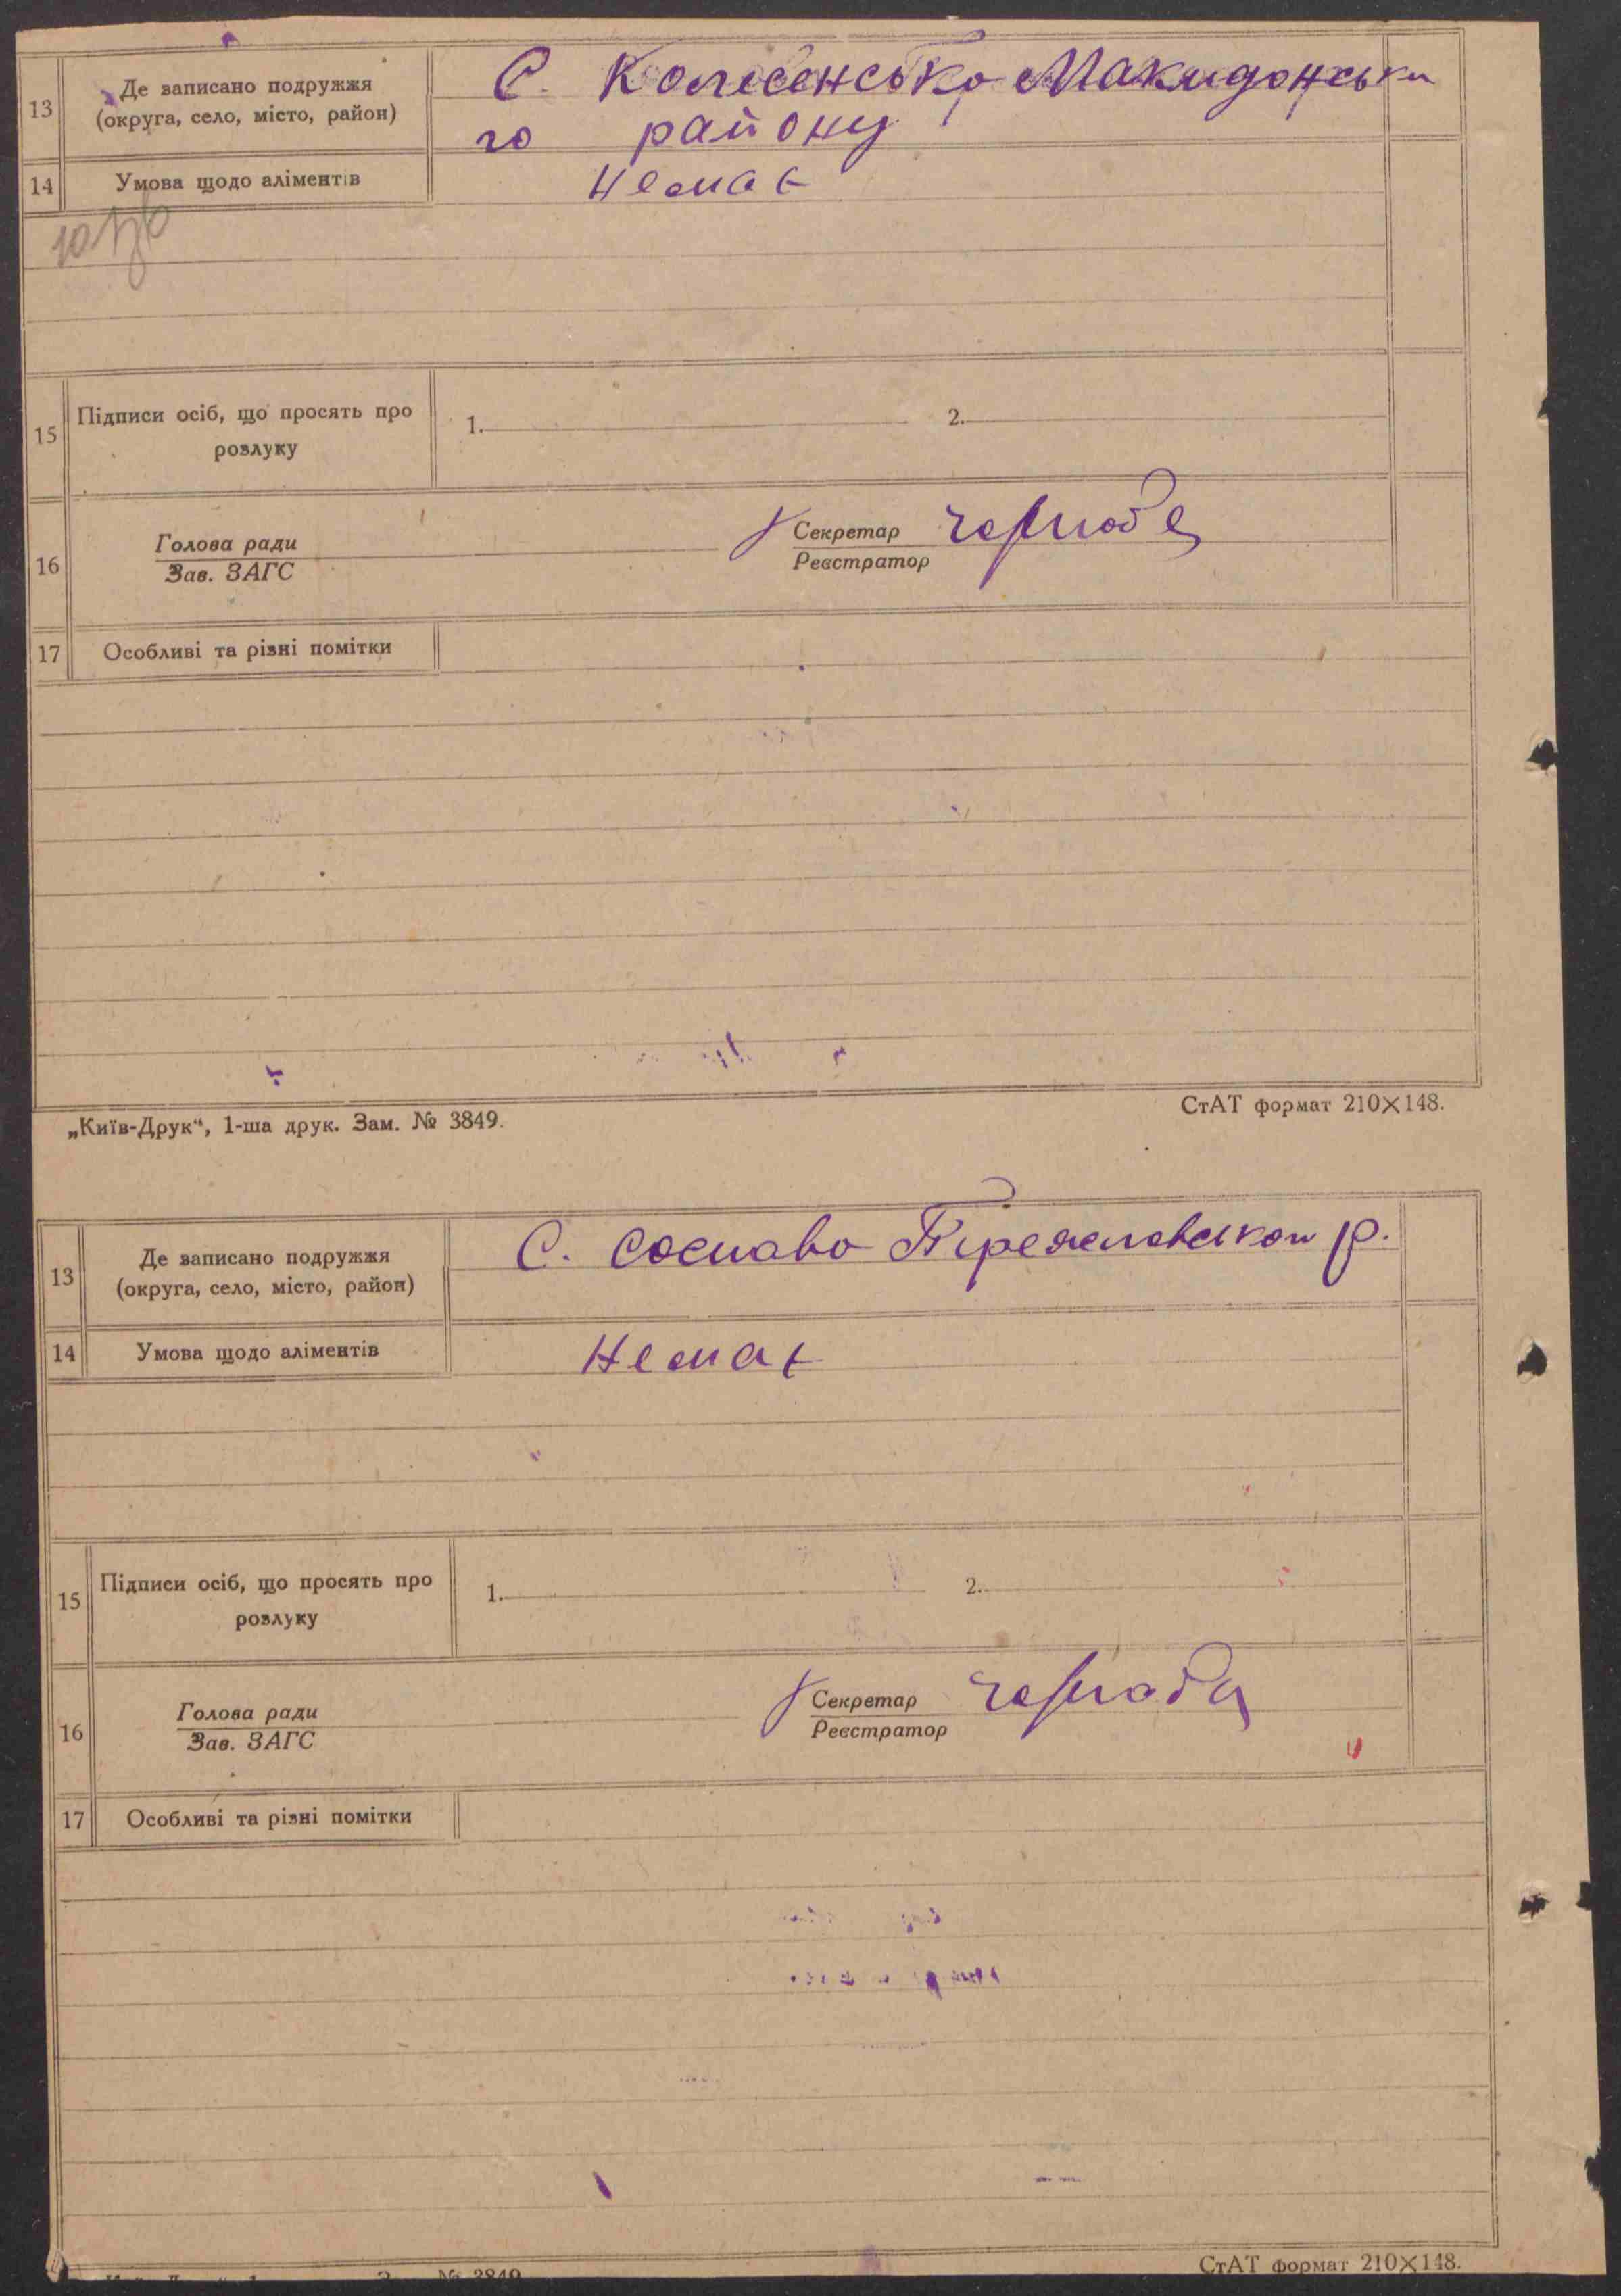 13 Де записано подружжя
(округа, село, місто, район)
С.
го району
14 Умова щодо аліментів
Немає
15 Підписи осіб, що просять про
розлуку
1. 2.
16 Голова ради
Зав. ЗАГС
Секретар
Реєстратор
17 Особливі та різні помітки
„Київ-Друк“, 1-ша друк. Зам. № 3849.
СтАТ формат 210×148.
13 Де записано подружжя
(округа, село, місто, район)
С. р.
14 Умова щодо аліментів
Немає
15 Підписи осіб, що просять про
розлуку
1. 2.
16 Голова ради
Зав. ЗАГС
Секретар
Реєстратор
17 Особливі та різні помітки
№ 3849
СтАТ формат 210×148.